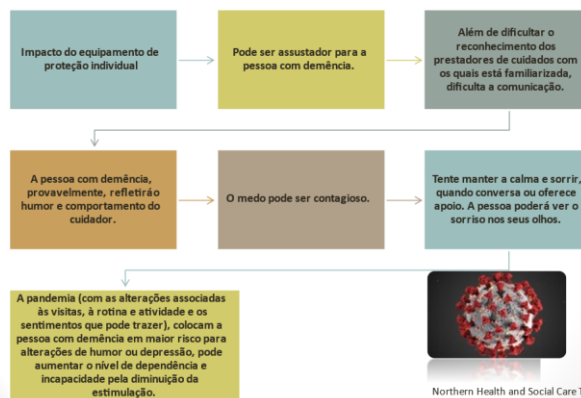 Impacto do equipamento de
proteção individual
Pode ser assustador para a
pessoa com demência.
Além de dificultar o
reconhecimento dos
prestadores de cuidados com
os quais está familiarizada,
dificulta a comunicação.
A pessoa com demência,
provavelmente, refletirá o
humor e comportamento do
cuidador.
O medo pode ser contagioso.
Tente manter a calma e sorrir,
quando conversa ou oferece
apoio. A pessoa poderá ver o
sorriso nos seus olhos.
A pandemia (com as alterações associadas
às visitas, à rotina e atividade e os
sentimentos que pode trazer), colocam a
pessoa com demência em maior risco para
alterações de humor ou depressão, pode
aumentar o nível de dependência e
incapacidade pela diminuição da
estimulação.
Northern Health and Social Care T